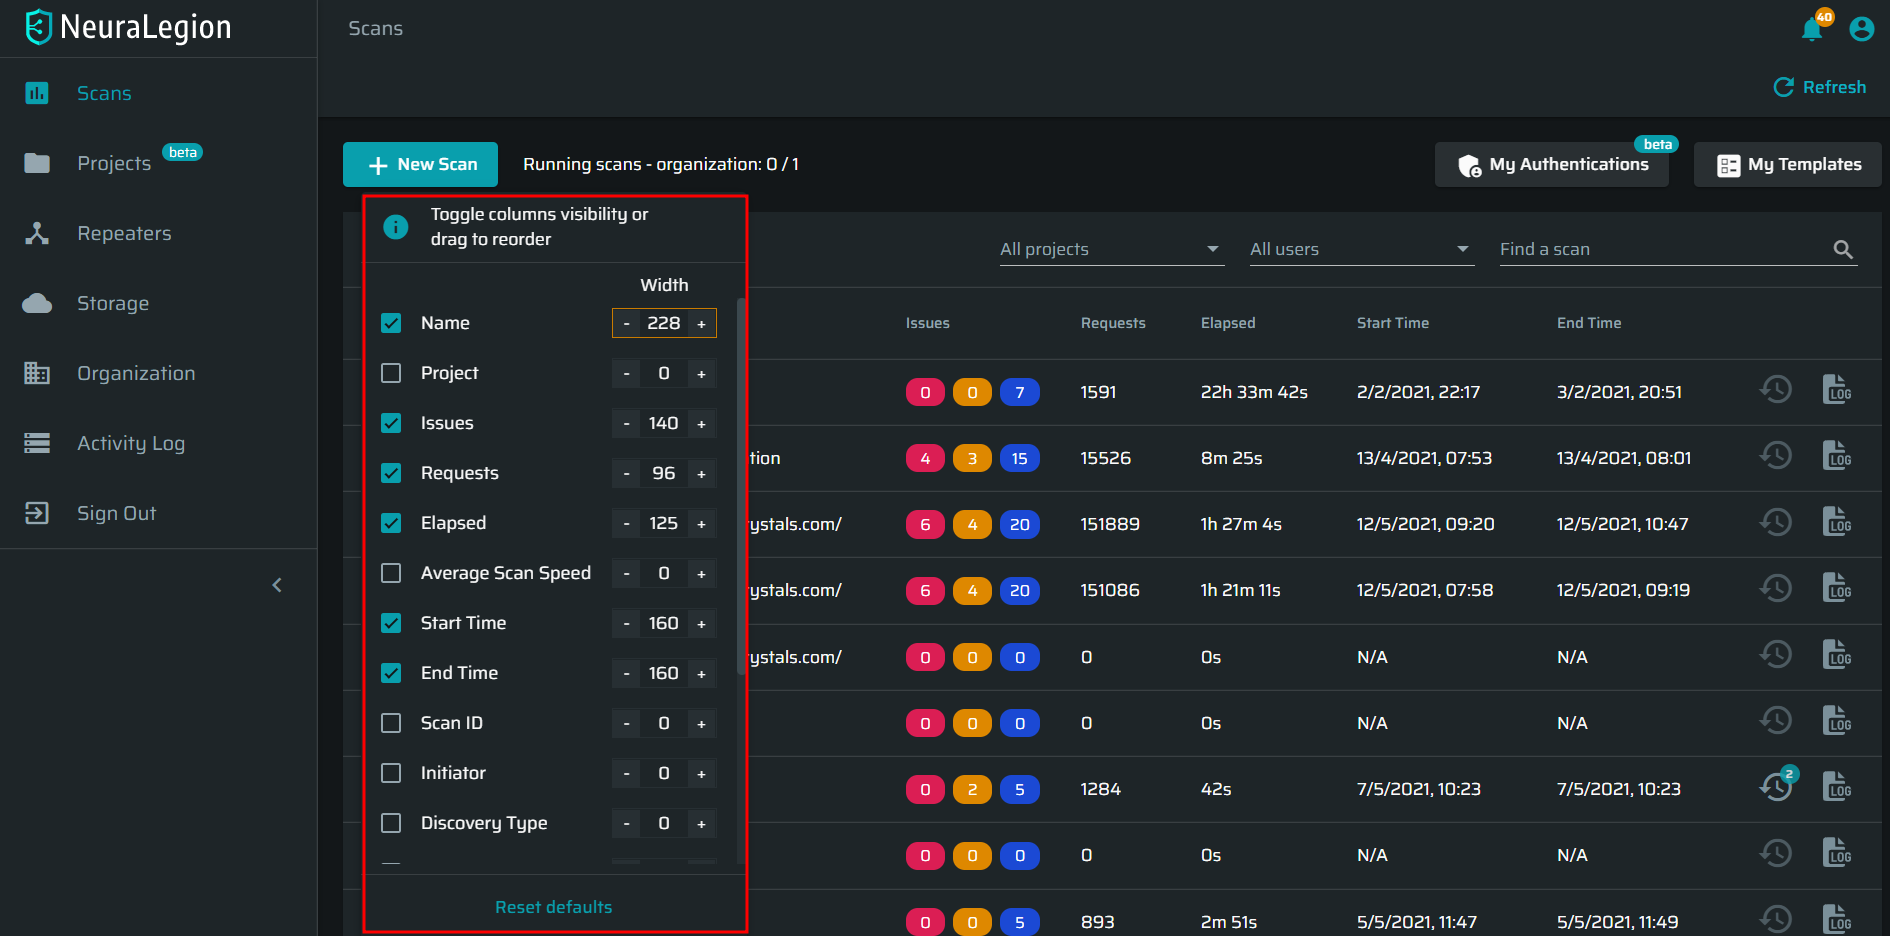 NeuraLegion
Scans
40
Refresh
Scans
Projects beta
Repeaters
Storage
Organization
Activity Log
Sign Out
+ New Scan
Running scans - organization: 0 / 1
My Authentications beta
My Templates
Toggle columns visibility or
drag to reorder
Width
Name - 228 +
Project - 0 +
Issues - 140 +
Requests - 96 +
Elapsed - 125 +
Average Scan Speed - 0 +
Start Time - 160 +
End Time - 160 +
Scan ID - 0 +
Initiator - 0 +
Discovery Type - 0 +
Reset defaults
All projects
All users
Find a scan
Issues Requests Elapsed Start Time End Time
0 0 7 1591 22h 33m 42s 2/2/2021, 22:17 3/2/2021, 20:51 LOG
tion 4 3 15 15526 8m 25s 13/4/2021, 07:53 13/4/2021, 08:01 LOG
ystals.com/ 6 4 20 151889 1h 27m 4s 12/5/2021, 09:20 12/5/2021, 10:47 LOG
ystals.com/ 6 4 20 151086 1h 21m 11s 12/5/2021, 07:58 12/5/2021, 09:19 LOG
ystals.com/ 0 0 0 0 0s N/A N/A LOG
0 0 0 0 0s N/A N/A LOG
0 2 5 1284 42s 7/5/2021, 10:23 7/5/2021, 10:23 2 LOG
0 0 0 0 0s N/A N/A LOG
0 0 5 893 2m 51s 5/5/2021, 11:47 5/5/2021, 11:49 LOG